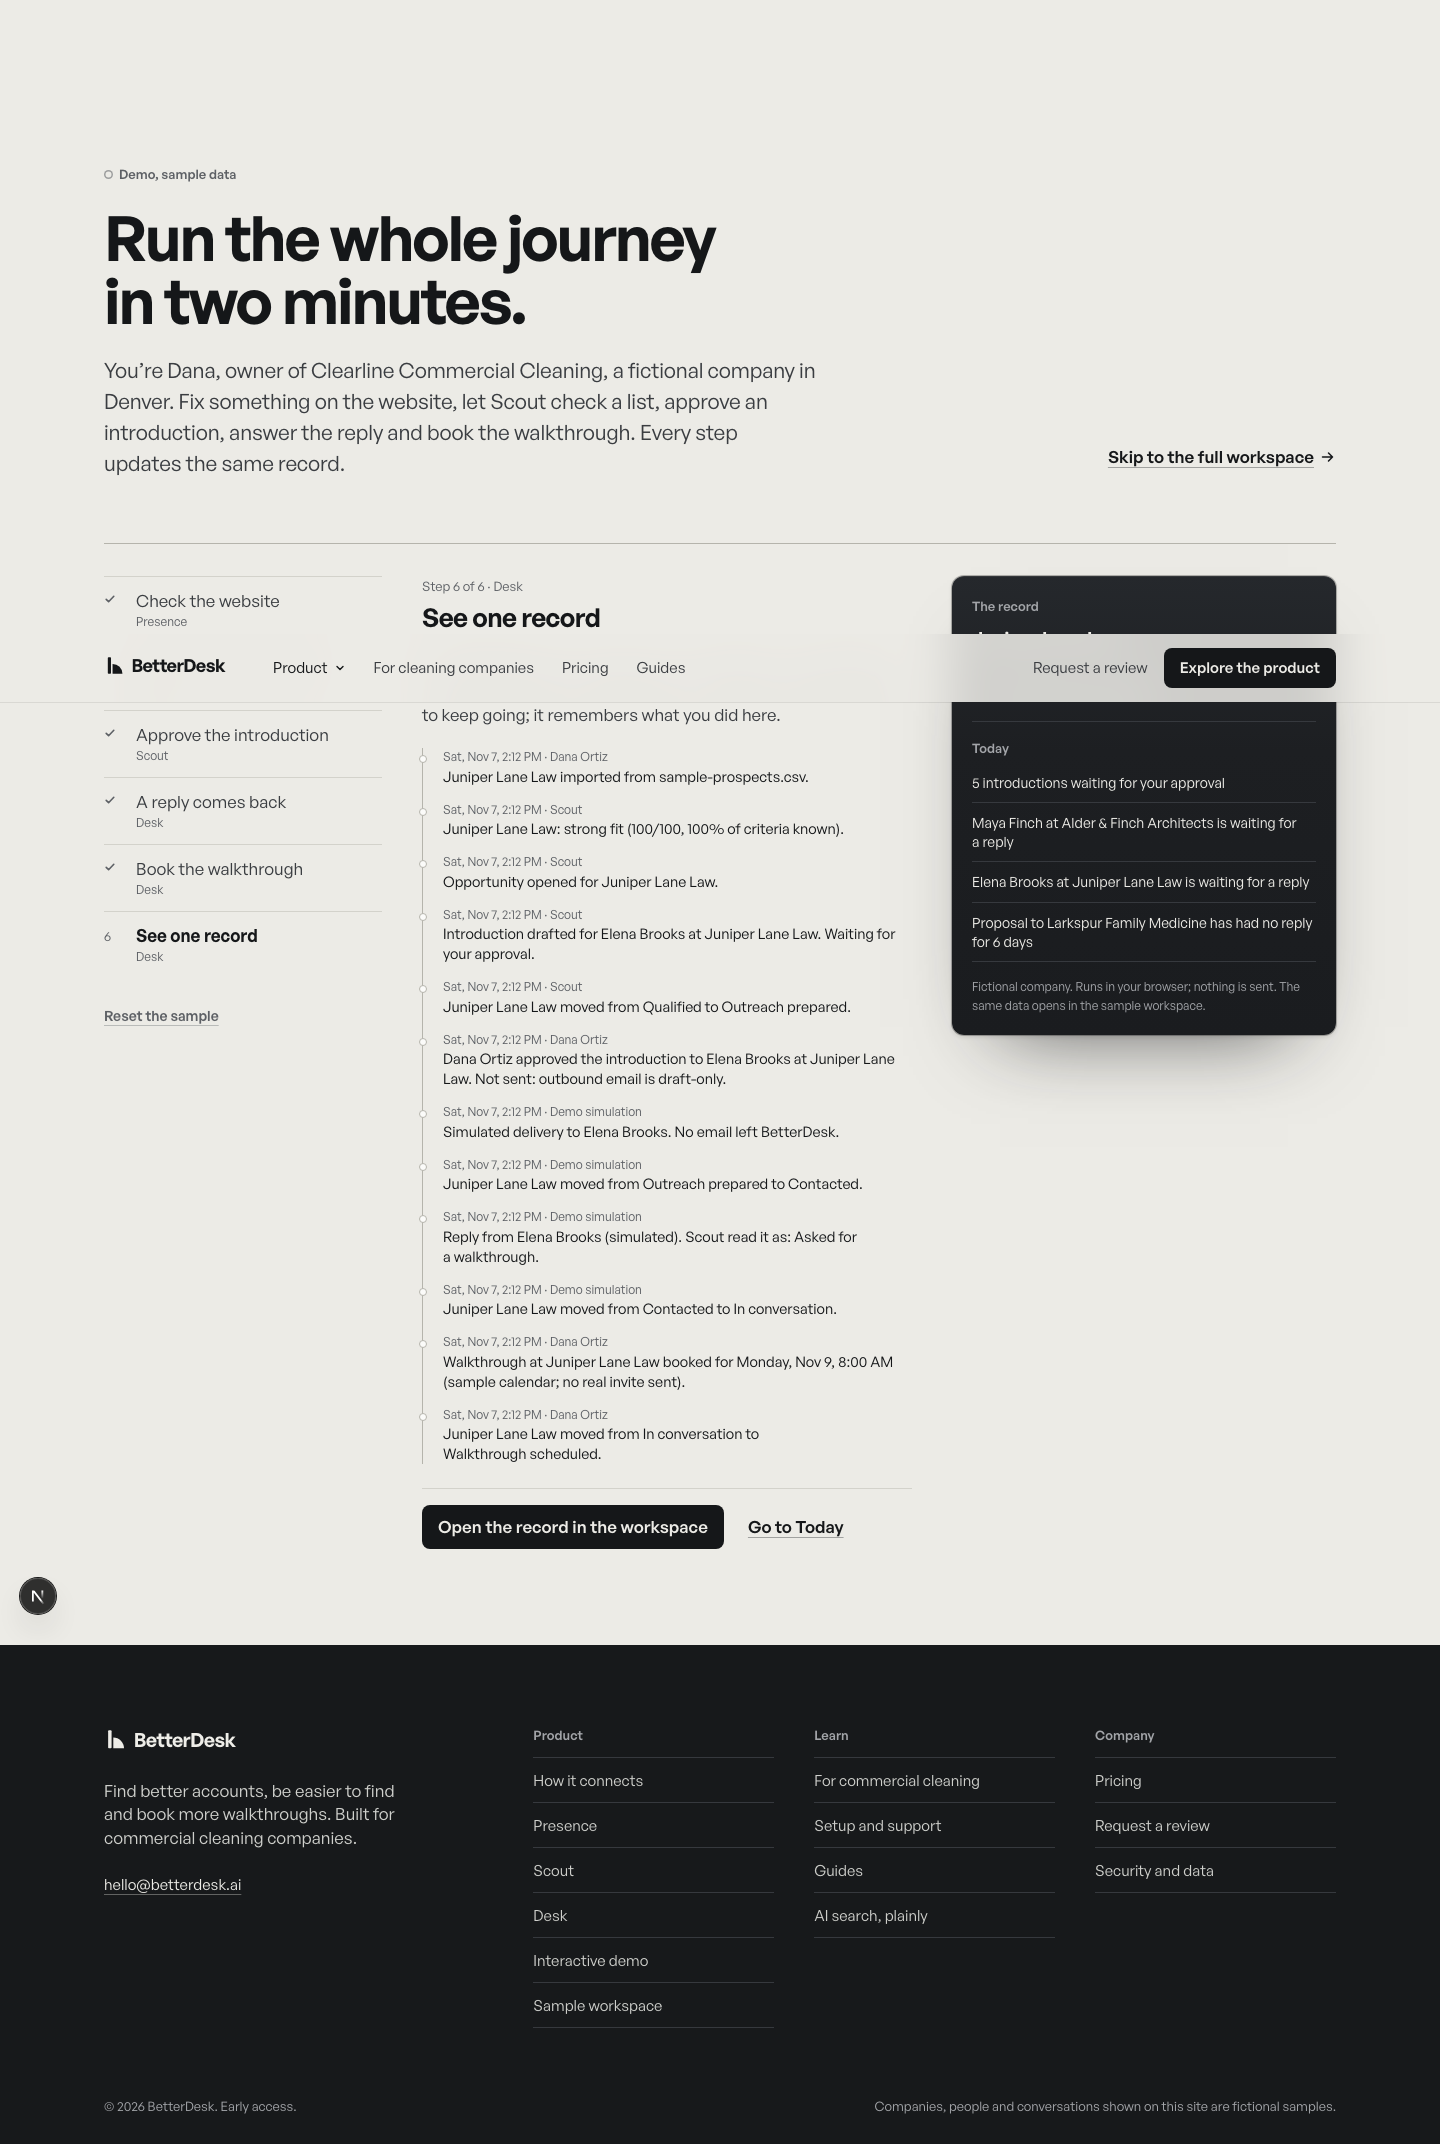 Demo, sample data
Run the whole journey
in two minutes.
You’re Dana, owner of Clearline Commercial Cleaning, a fictional company in
Denver. Fix something on the website, let Scout check a list, approve an
introduction, answer the reply and book the walkthrough. Every step
updates the same record.
Skip to the full workspace →
Check the website
Presence
Step 6 of 6 · Desk
See one record
The record
BetterDesk
Product
For cleaning companies
Pricing
Guides
Request a review
Explore the product
Approve the introduction
Scout
A reply comes back
Desk
Book the walkthrough
Desk
6
See one record
Desk
Reset the sample
to keep going; it remembers what you did here.
Sat, Nov 7, 2:12 PM · Dana Ortiz
Juniper Lane Law imported from sample-prospects.csv.
Sat, Nov 7, 2:12 PM · Scout
Juniper Lane Law: strong fit (100/100, 100% of criteria known).
Sat, Nov 7, 2:12 PM · Scout
Opportunity opened for Juniper Lane Law.
Sat, Nov 7, 2:12 PM · Scout
Introduction drafted for Elena Brooks at Juniper Lane Law. Waiting for
your approval.
Sat, Nov 7, 2:12 PM · Scout
Juniper Lane Law moved from Qualified to Outreach prepared.
Sat, Nov 7, 2:12 PM · Dana Ortiz
Dana Ortiz approved the introduction to Elena Brooks at Juniper Lane
Law. Not sent: outbound email is draft-only.
Sat, Nov 7, 2:12 PM · Demo simulation
Simulated delivery to Elena Brooks. No email left BetterDesk.
Sat, Nov 7, 2:12 PM · Demo simulation
Juniper Lane Law moved from Outreach prepared to Contacted.
Sat, Nov 7, 2:12 PM · Demo simulation
Reply from Elena Brooks (simulated). Scout read it as: Asked for
a walkthrough.
Sat, Nov 7, 2:12 PM · Demo simulation
Juniper Lane Law moved from Contacted to In conversation.
Sat, Nov 7, 2:12 PM · Dana Ortiz
Walkthrough at Juniper Lane Law booked for Monday, Nov 9, 8:00 AM
(sample calendar; no real invite sent).
Sat, Nov 7, 2:12 PM · Dana Ortiz
Juniper Lane Law moved from In conversation to
Walkthrough scheduled.
Open the record in the workspace
Go to Today
Today
5 introductions waiting for your approval
Maya Finch at Alder & Finch Architects is waiting for
a reply
Elena Brooks at Juniper Lane Law is waiting for a reply
Proposal to Larkspur Family Medicine has had no reply
for 6 days
Fictional company. Runs in your browser; nothing is sent. The
same data opens in the sample workspace.
N
BetterDesk
Find better accounts, be easier to find
and book more walkthroughs. Built for
commercial cleaning companies.
hello@betterdesk.ai
Product
How it connects
Presence
Scout
Desk
Interactive demo
Sample workspace
Learn
For commercial cleaning
Setup and support
Guides
AI search, plainly
Company
Pricing
Request a review
Security and data
© 2026 BetterDesk. Early access.
Companies, people and conversations shown on this site are fictional samples.